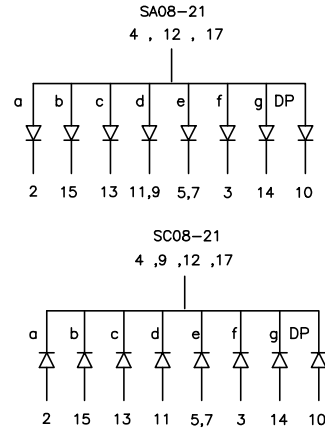 SA08-21
4 , 12 , 17
a b c d e f g DP
2 15 13 11,9 5,7 3 14 10
SC08-21
4 ,9 ,12 ,17
a b c d e f g DP
2 15 13 11 5,7 3 14 10